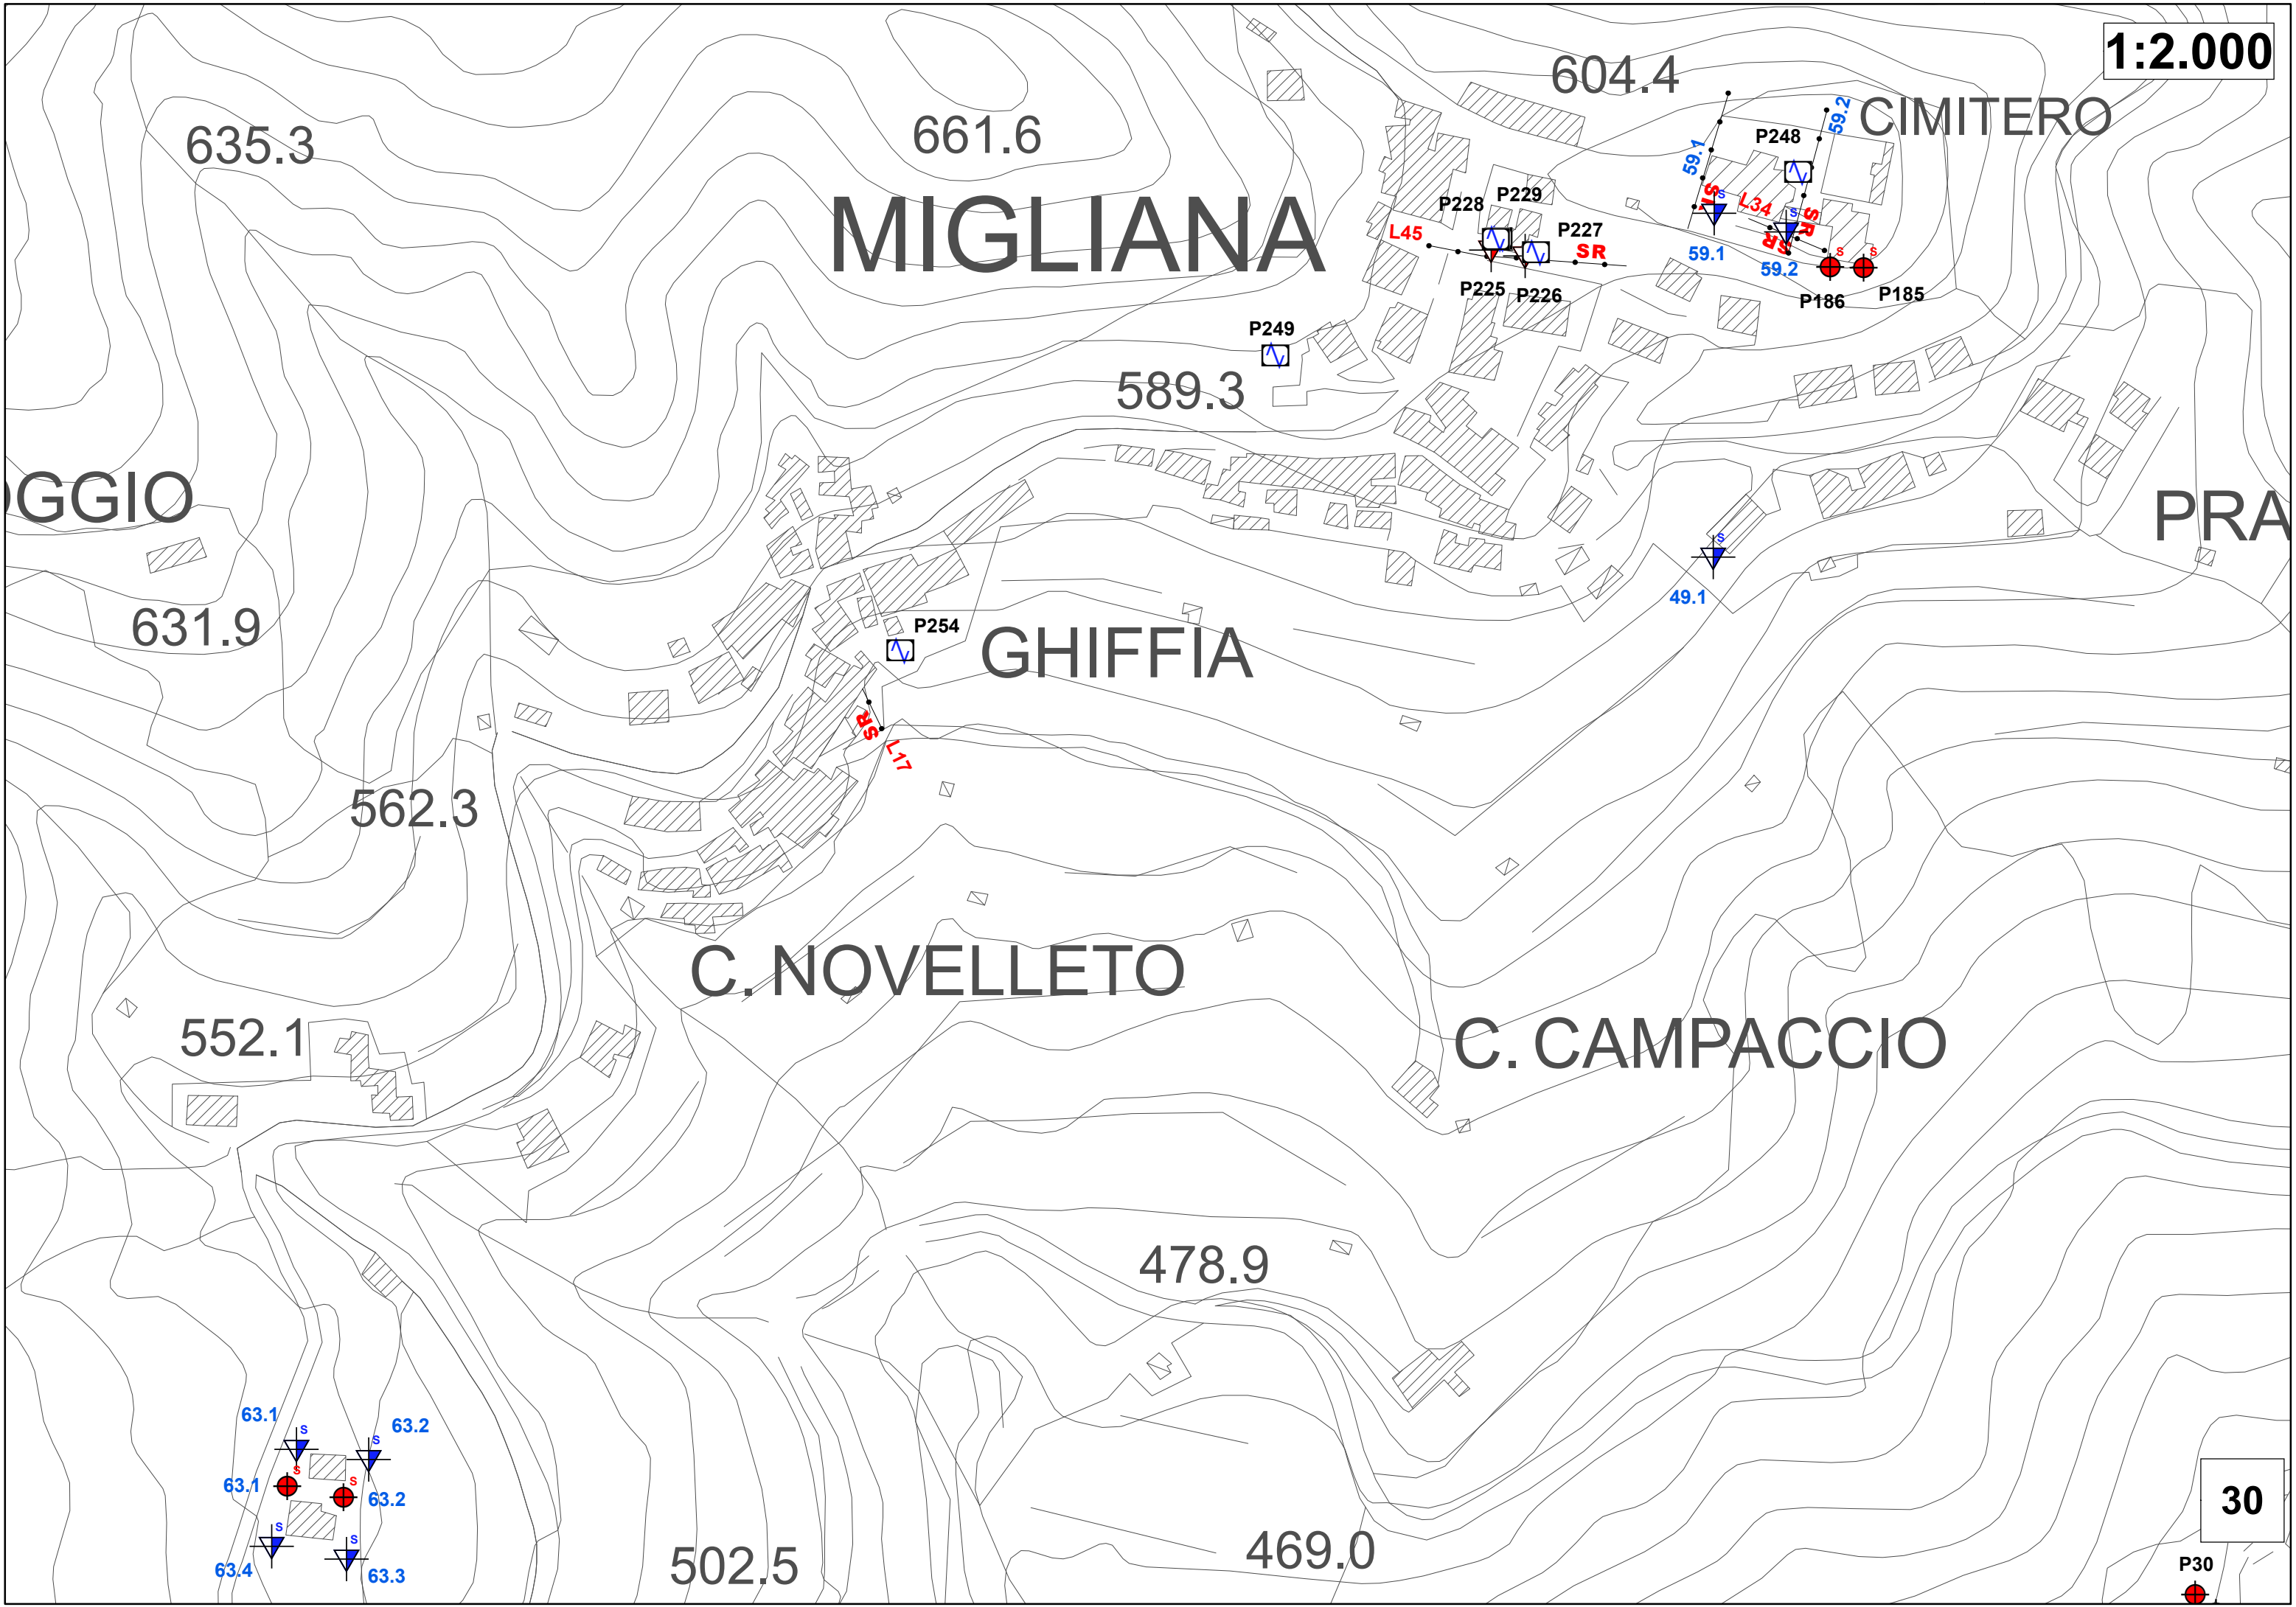 1:2.000
604.4
CIMITERO
635.3
661.6
MIGLIANA
59.1
59.2
P248
S
SR
L34
S
SR
SR
59.1
59.2
S
S
P186
P185
P228
P229
P227
L45
SR
P225
P226
P249
589.3
OGGIO
PRA
S
49.1
631.9
P254
GHIFFIA
SR
L17
562.3
C. NOVELLETO
552.1
C. CAMPACCIO
478.9
63.1
S
63.2
S
63.1
S
63.2
S
63.4
S
63.3
S
502.5
469.0
30
P30